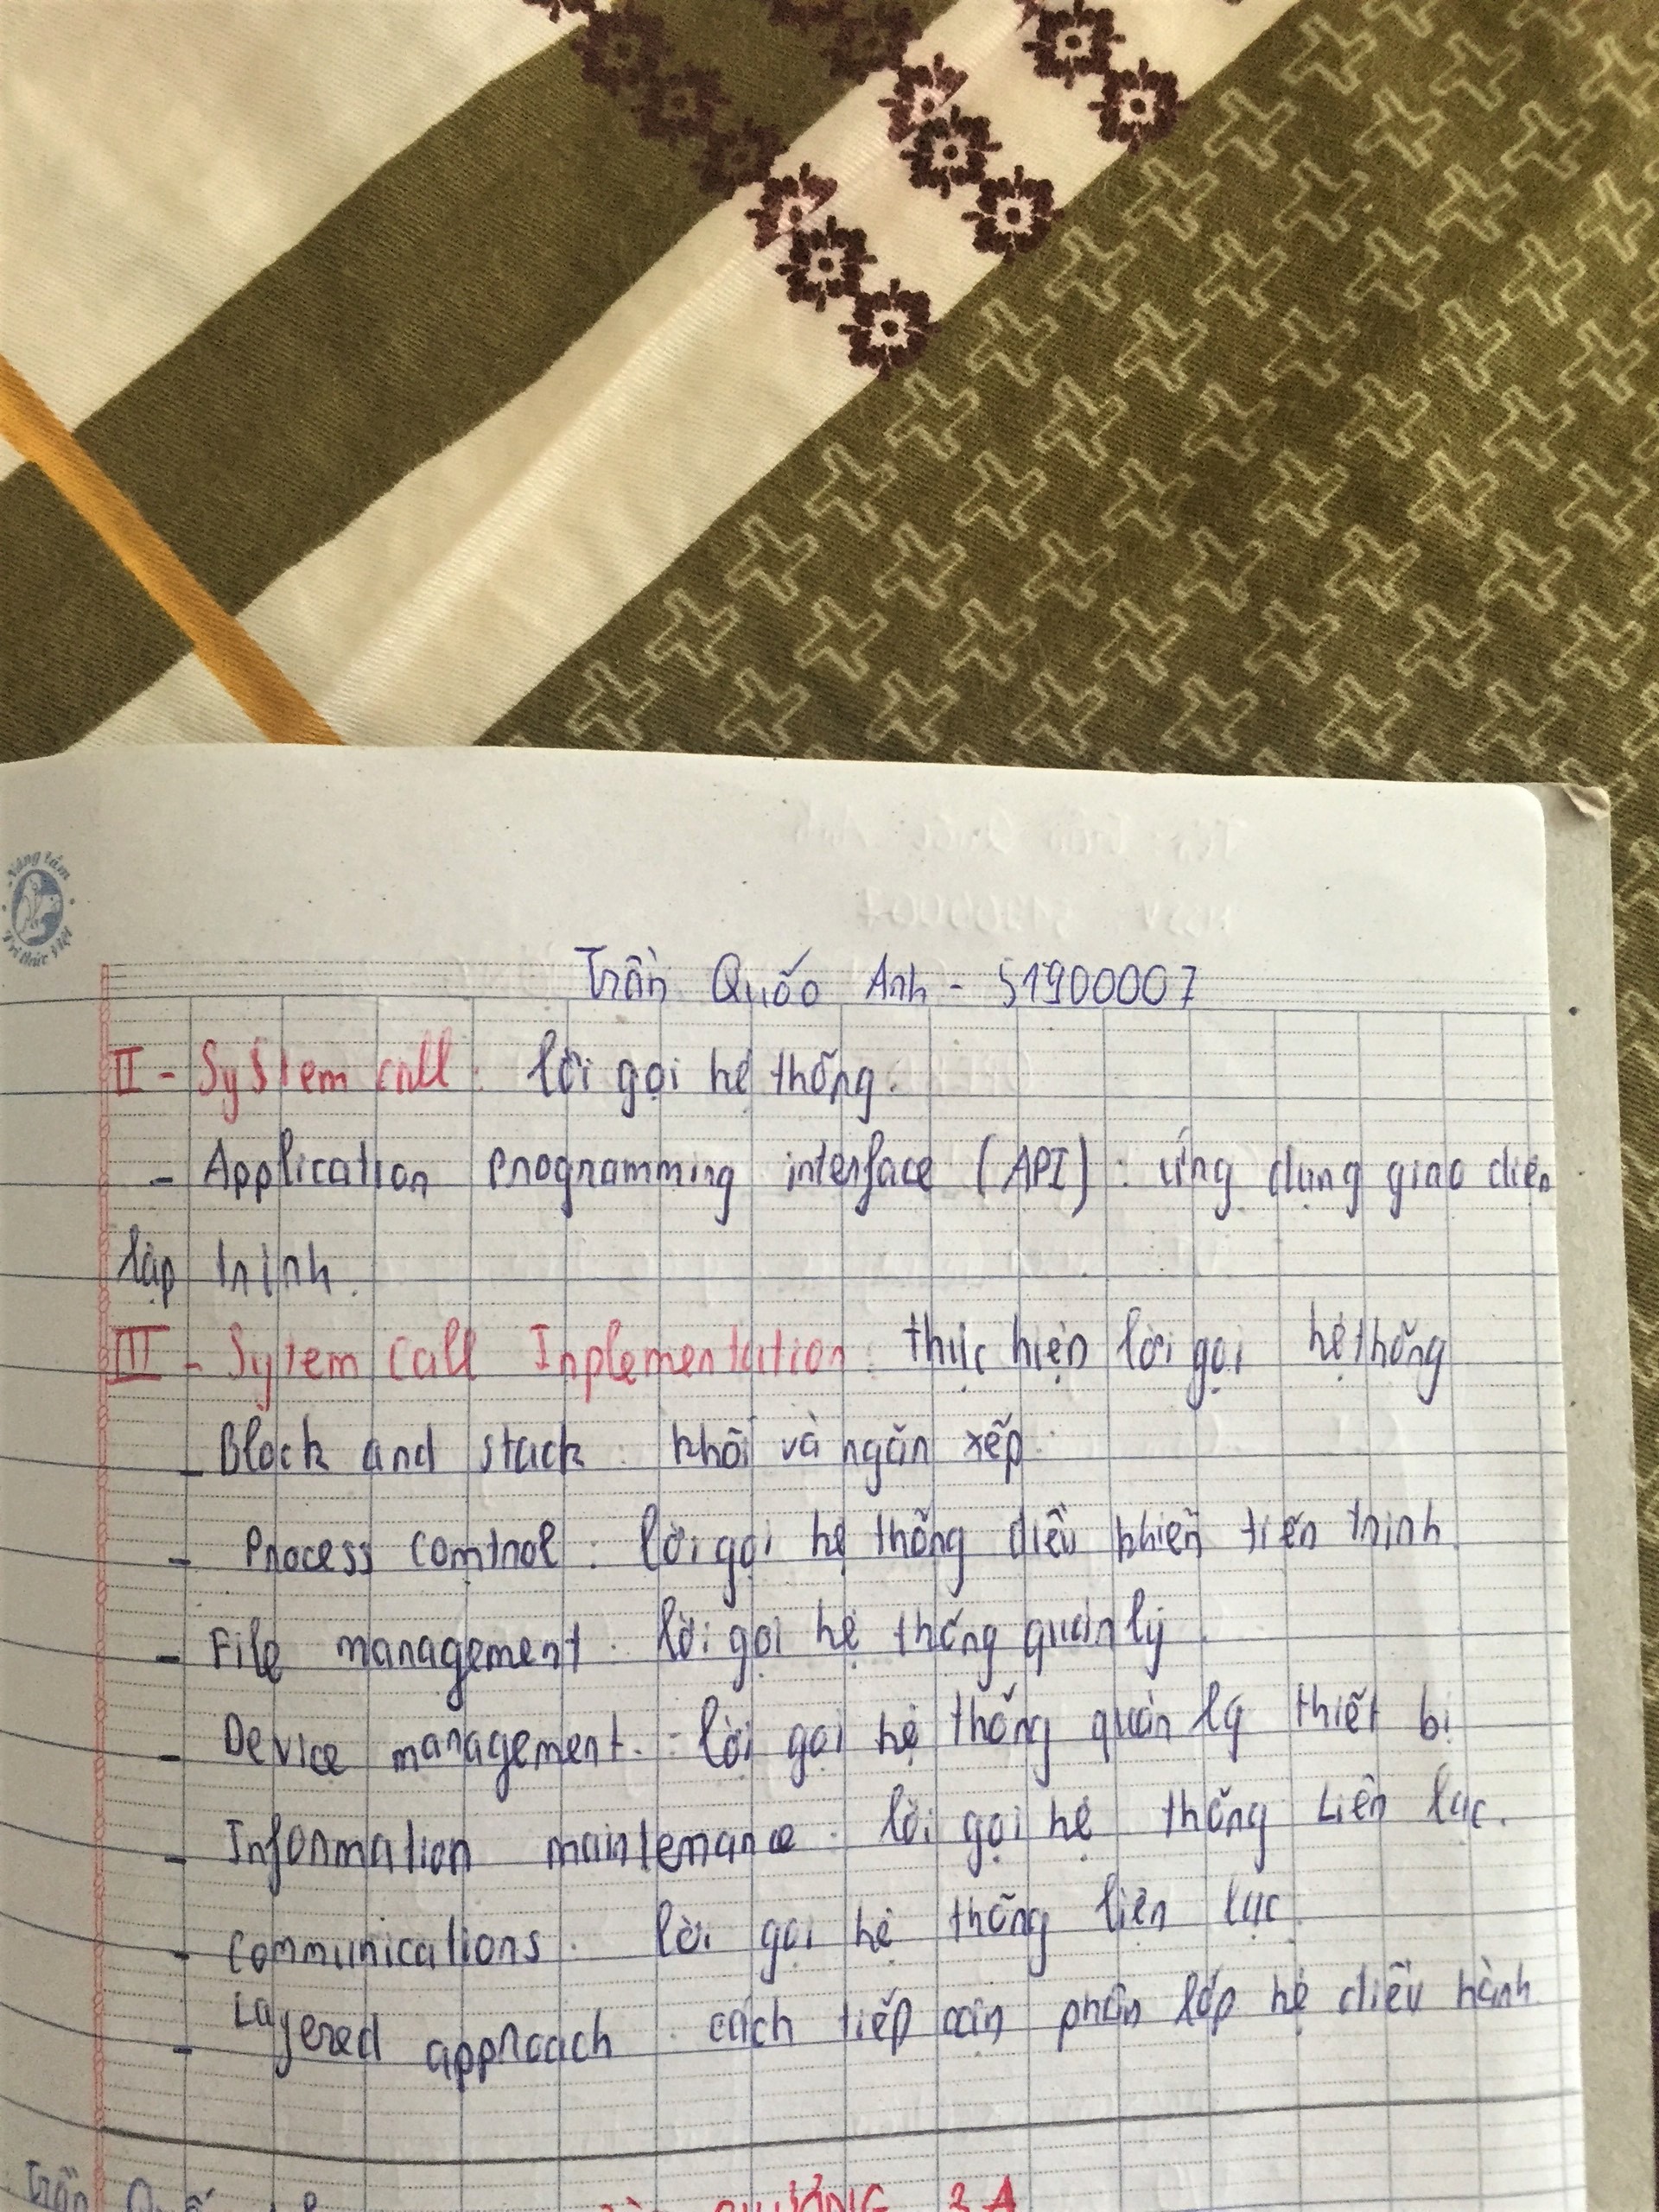 Nâng tầm
Tri thức Việt
Trần Quốc Anh - 51900007
II - System call: lời gọi hệ thống.
- Application programming interface (API): ứng dụng giao diện
lập trình.
III - Sytem call Inplementation: thực hiện lời gọi hệ thống
- Block and stack: khối và ngăn xếp.
- Process control: lời gọi hệ thống điều khiển tiến trình.
- File management: lời gọi hệ thống quản lý.
- Device management: lời gọi hệ thống quản lý thiết bị
- Information maintenance: lời gọi hệ thống Liên lạc.
- Communications: lời gọi hệ thống liên lạc.
- Layered approach: cách tiếp cận phân lớp hệ điều hành
Trần Quốc
CHƯƠNG 3A